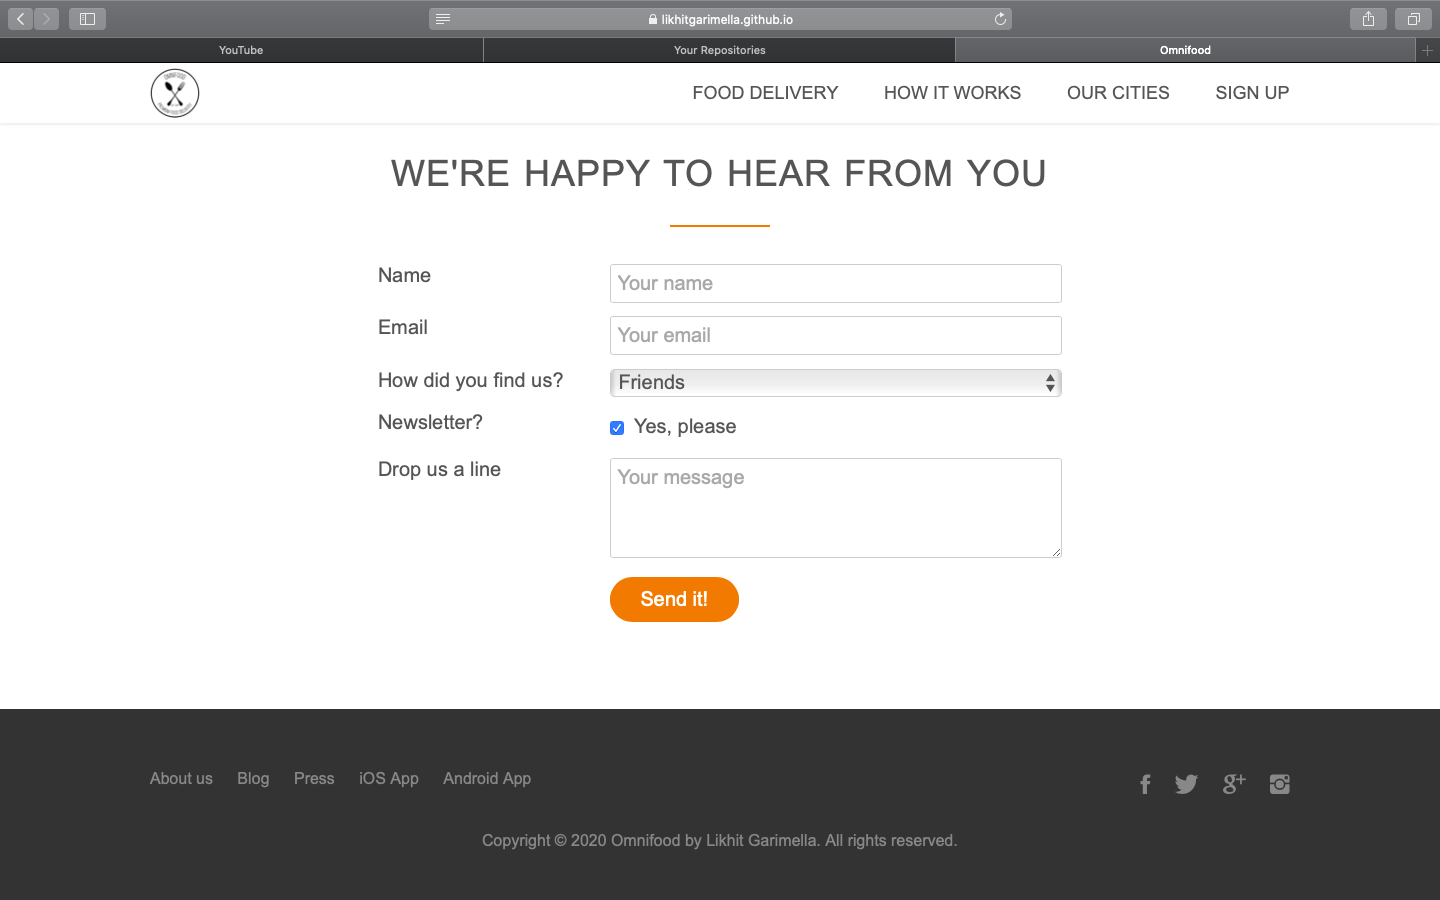 likhitgarimella.github.io
YouTube
Your Repositories
Omnifood
FOOD DELIVERY
HOW IT WORKS
OUR CITIES
SIGN UP
WE'RE HAPPY TO HEAR FROM YOU
Name
Your name
Email
Your email
How did you find us?
Friends
Newsletter?
Yes, please
Drop us a line
Your message
Send it!
About us
Blog
Press
iOS App
Android App
Copyright © 2020 Omnifood by Likhit Garimella. All rights reserved.